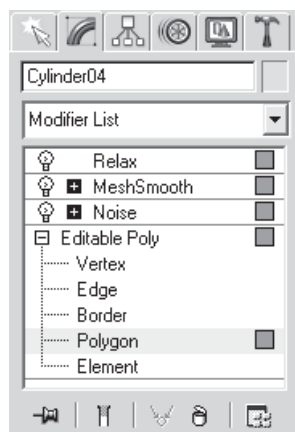 Cylinder04
Modifier List
Relax
MeshSmooth
Noise
Editable Poly
Vertex
Edge
Border
Polygon
Element